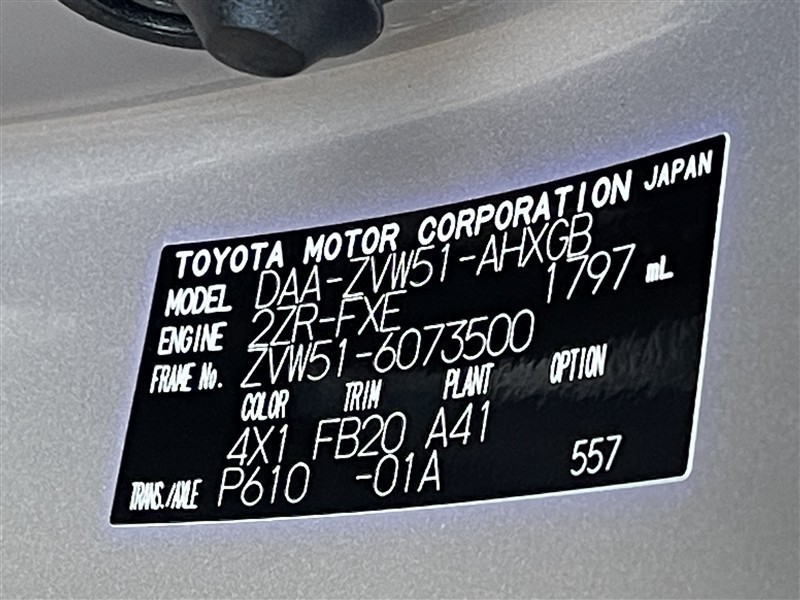 TOYOTA MOTOR CORPORATION JAPAN
MODEL DAA-ZVW51-AHXGB
ENGINE 2ZR-FXE 1797 mL
FRAME No. ZVW51-6073500
COLOR TRIM PLANT OPTION
4X1 FB20 A41
TRANS./AXLE P610 -01A 557